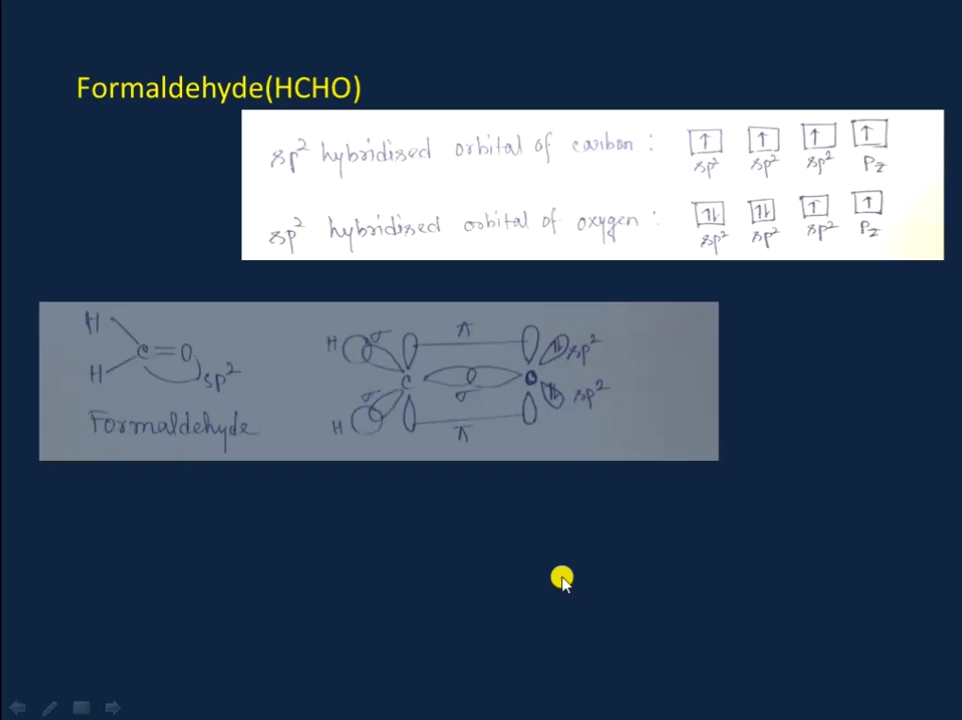 Formaldehyde(HCHO)
sp² hybridised orbital of carbon : ↑ ↑ ↑ ↑
sp² sp² sp² Pz
sp² hybridized orbital of oxygen : ↑↓ ↑↓ ↑ ↑
sp² sp² sp² Pz
H
C=O
H
sp²
Formaldehyde
H σ π sp²
C σ O
H σ π sp²